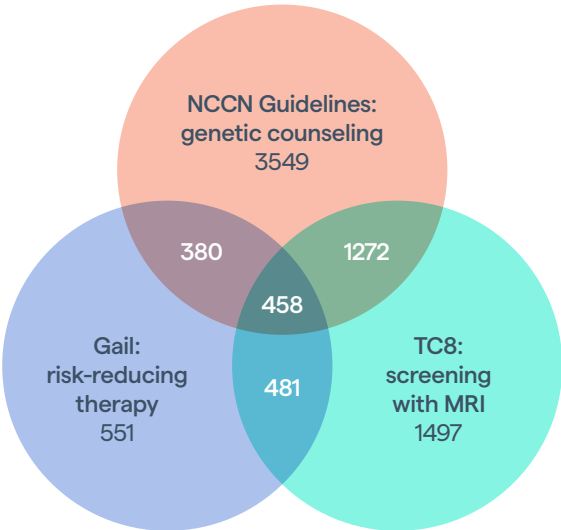 NCCN Guidelines:
genetic counseling
3549
380
1272
458
Gail:
risk-reducing
therapy
551
481
TC8:
screening
with MRI
1497